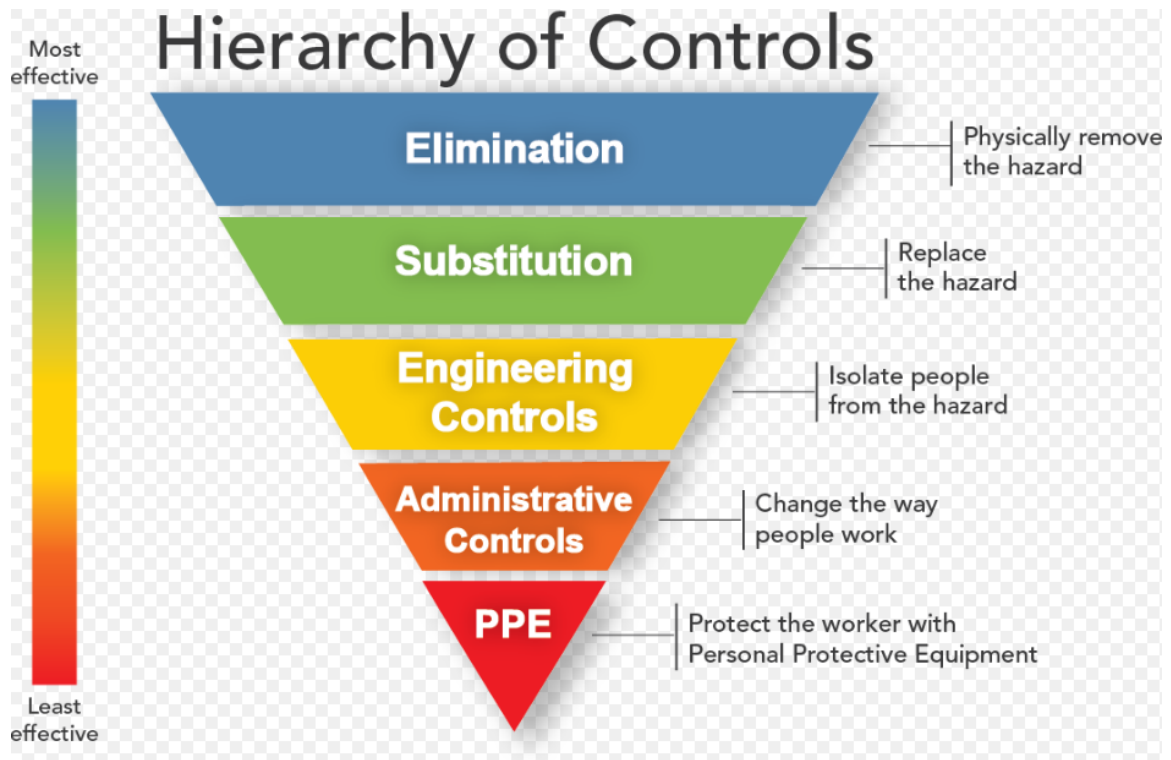 Hierarchy of Controls
Most
effective
Elimination
Physically remove
the hazard
Substitution
Replace
the hazard
Engineering
Controls
Isolate people
from the hazard
Administrative
Controls
Change the way
people work
PPE
Protect the worker with
Personal Protective Equipment
Least
effective